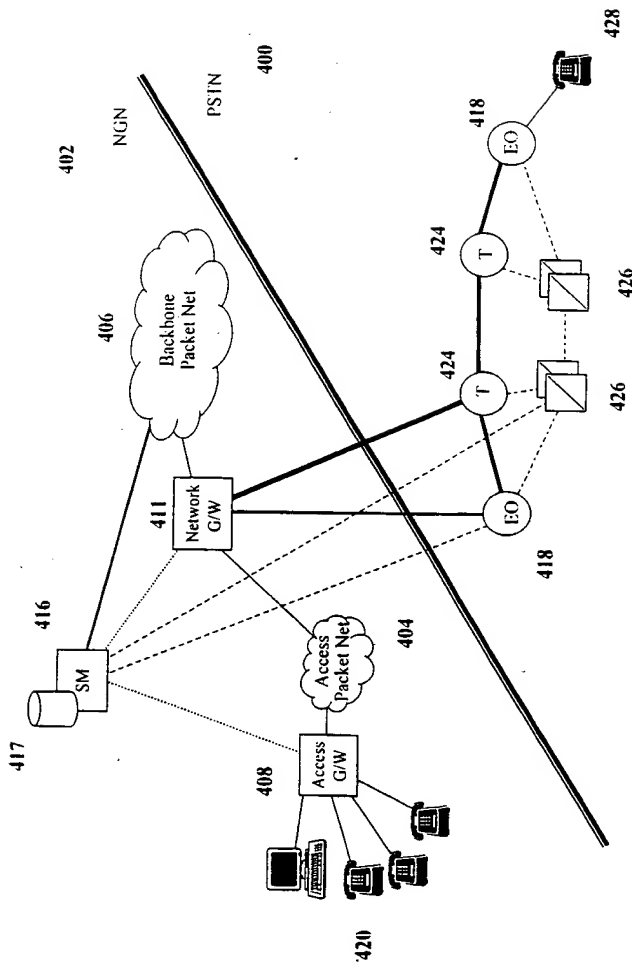 402
NGN
PSTN
400
406
Backbone
Packet Net
428
418
EO
424
T
426
424
T
426
411
Network
G/W
EO
418
416
SM
417
404
Access
Packet Net
408
Access
G/W
420